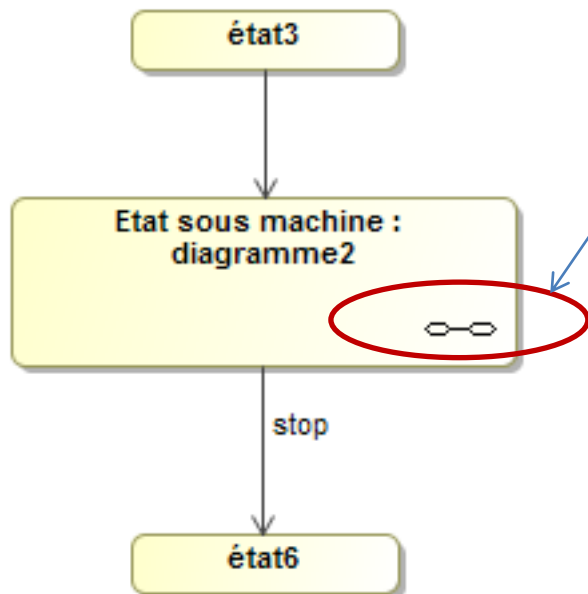 état3
Etat sous machine :
diagramme2
stop
état6